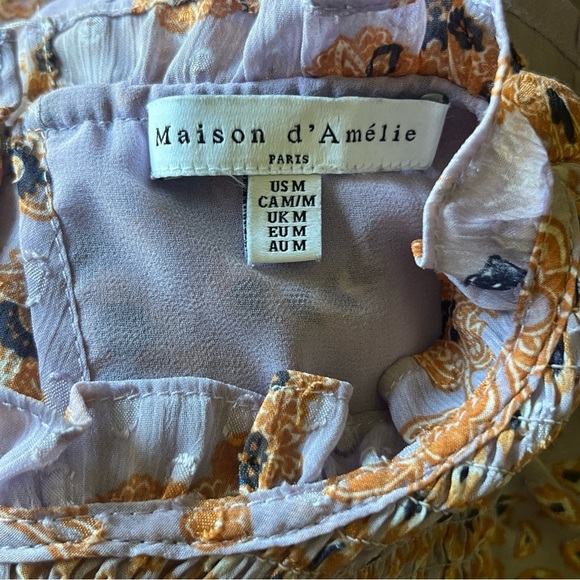 Maison d'Amélie
PARIS
US M
CA M/M
UK M
EU M
AU M